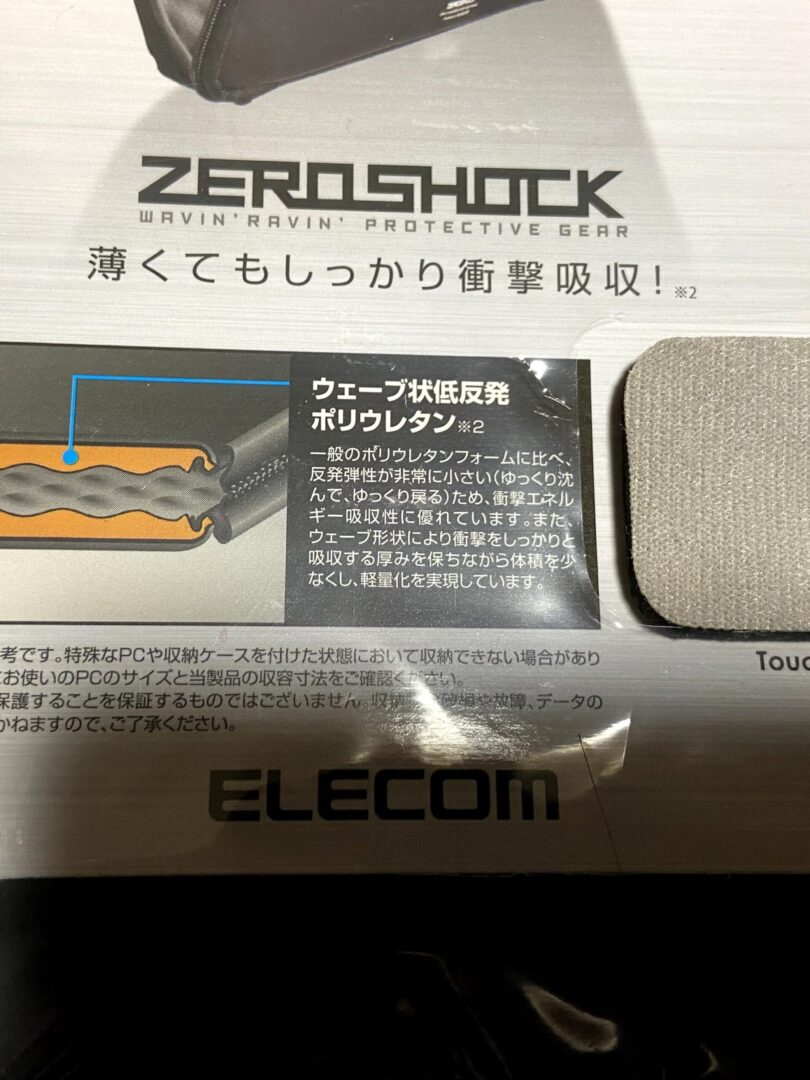 ZEROSHOCK
WAVIN'RAVIN' PROTECTIVE GEAR
薄くてもしっかり衝撃吸収!※2
ウェーブ状低反発
ポリウレタン※2
一般のポリウレタンフォームに比べ、
反発弾性が非常に小さい(ゆっくり沈
んで、ゆっくり戻る)ため、衝撃エネル
ギー吸収性に優れています。また、
ウェーブ形状により衝撃をしっかりと
吸収する厚みを保ちながら体積を少
なくし、軽量化を実現しています。
Touc
考です。特殊なPCや収納ケースを付けた状態において収納できない場合があり
お使いのPCのサイズと当製品の収容寸法をご確認ください。
保護することを保証するものではございません。収納 破損や故障、データの
かねますので、ご了承ください。
ELECOM